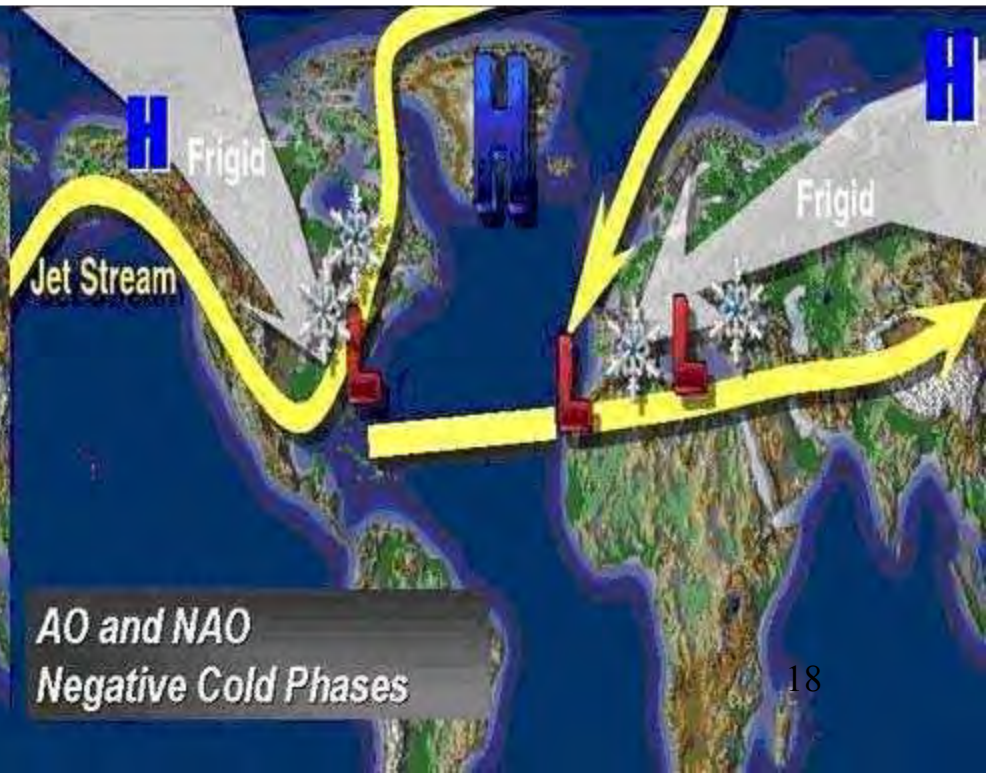 H
H
H
Frigid
Frigid
Jet Stream
L
L
L
AO and NAO
Negative Cold Phases
18